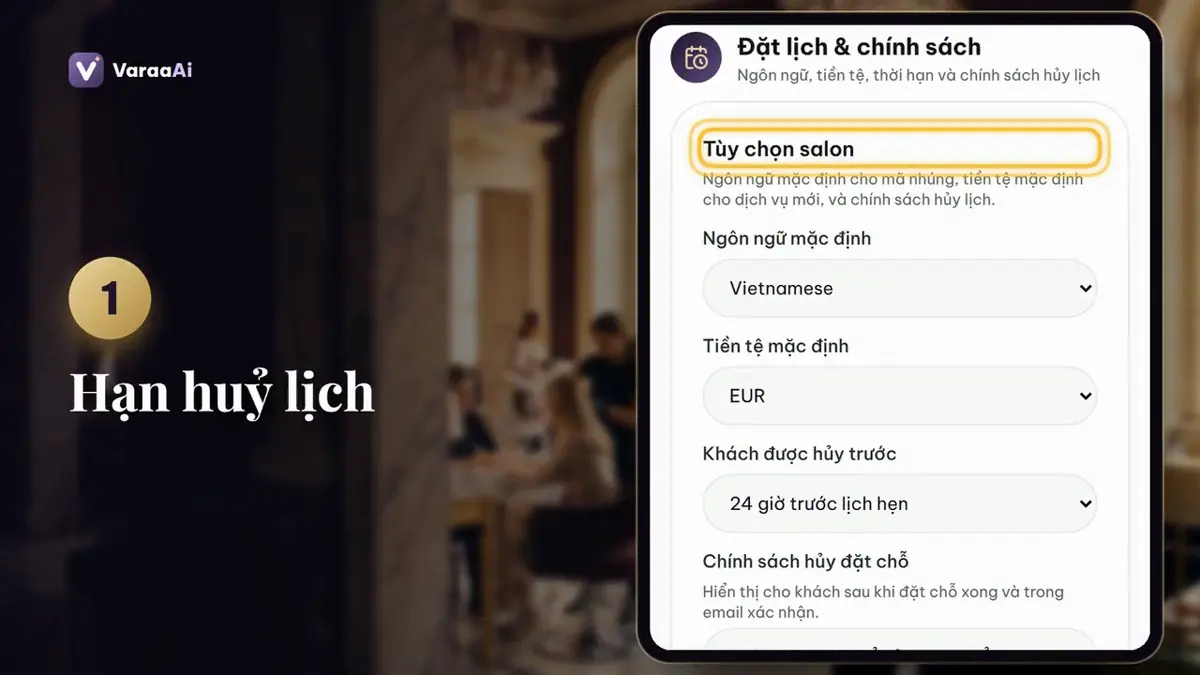 VaraaAi
1
Hạn huỷ lịch
Đặt lịch & chính sách
Ngôn ngữ, tiền tệ, thời hạn và chính sách hủy lịch
Tùy chọn salon
Ngôn ngữ mặc định cho mã nhúng, tiền tệ mặc định
cho dịch vụ mới, và chính sách hủy lịch.
Ngôn ngữ mặc định
Vietnamese
Tiền tệ mặc định
EUR
Khách được hủy trước
24 giờ trước lịch hẹn
Chính sách hủy đặt chỗ
Hiển thị cho khách sau khi đặt chỗ xong và trong
email xác nhận.